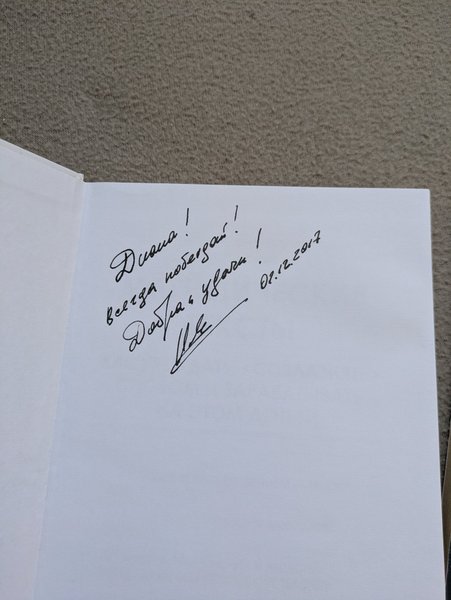 Диана!
всегда побеждай!
Добра и удачи!
02.12.2017